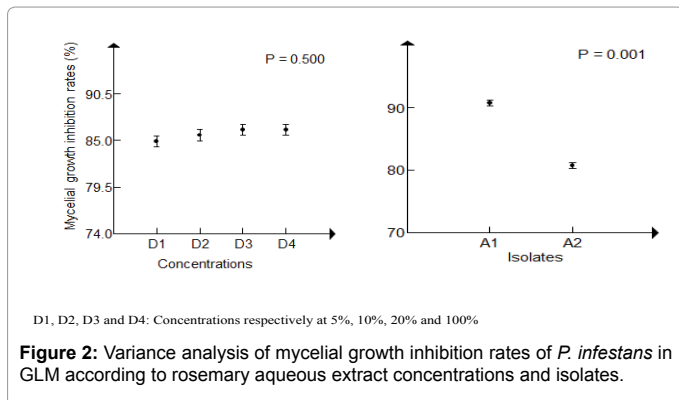 Mycelial growth inhibition rates (%)
P = 0.500
90.5
85.0
79.5
74.0
D1 D2 D3 D4
Concentrations
P = 0.001
90
80
70
A1 A2
Isolates
D1, D2, D3 and D4: Concentrations respectively at 5%, 10%, 20% and 100%
Figure 2: Variance analysis of mycelial growth inhibition rates of P. infestans in
GLM according to rosemary aqueous extract concentrations and isolates.